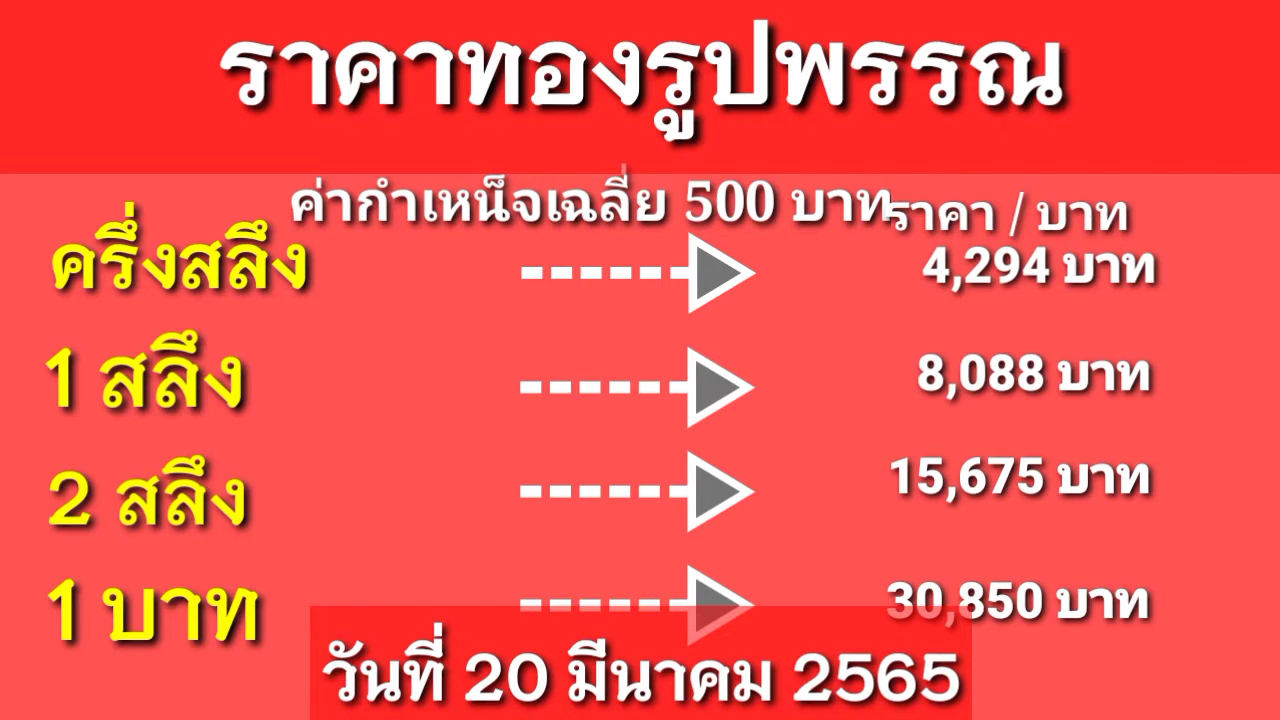 ราคาทองรูปพรรณ
ค่ากำเหน็จเฉลี่ย 500 บาท
ราคา / บาท
ครึ่งสลึง 4,294 บาท
1 สลึง 8,088 บาท
2 สลึง 15,675 บาท
1 บาท 30,850 บาท
วันที่ 20 มีนาคม 2565